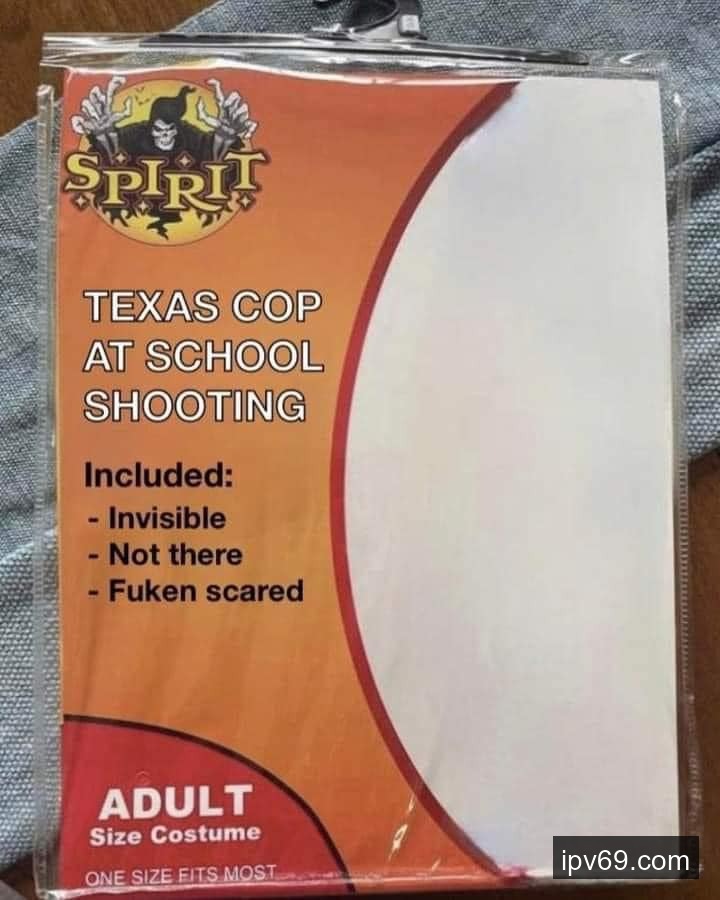 SPIRIT
TEXAS COP
AT SCHOOL
SHOOTING
Included:
- Invisible
- Not there
- Fuken scared
ADULT
Size Costume
ONE SIZE FITS MOST
ipv69.com